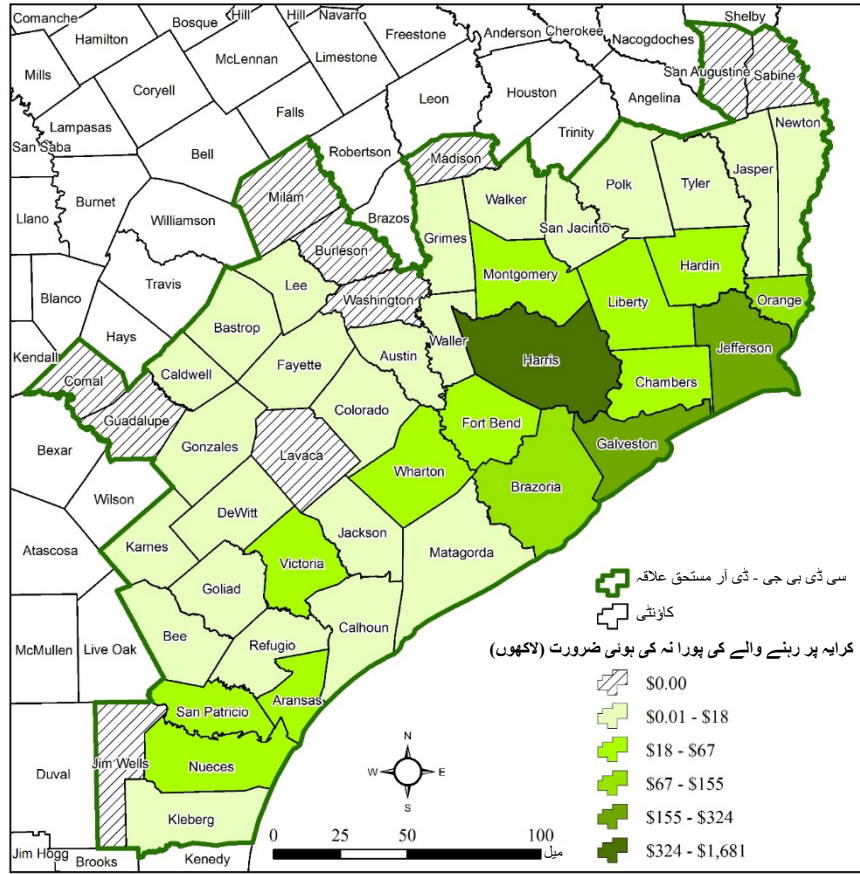 Comanche
Hamilton
Bosque
Hill
Hill
Navarro
Freestone
Anderson
Cherokee
Nacogdoches
Shelby
Mills
McLennan
Limestone
San Augustine
Sabine
Coryell
Leon
Houston
Angelina
Lampasas
Falls
Newton
San Saba
Bell
Robertson
Madison
Trinity
Jasper
Burnet
Milam
Walker
Polk
Tyler
Llano
Williamson
Brazos
San Jacinto
Grimes
Burleson
Travis
Lee
Montgomery
Hardin
Blanco
Washington
Liberty
Orange
Bastrop
Hays
Austin
Waller
Jefferson
Kendall
Fayette
Harris
Caldwell
Chambers
Comal
Colorado
Guadalupe
Fort Bend
Gonzales
Lavaca
Galveston
Bexar
Wharton
Brazoria
Wilson
DeWitt
Jackson
Karnes
Matagorda
Atascosa
Victoria
Goliad
Bee
Calhoun
McMullen
Live Oak
Refugio
Aransas
San Patricio
Duval
Jim Wells
Nueces
Kleberg
Jim Hogg
Brooks
Kenedy
سی ڈی بی جی - ڈی آر مستحق علاقہ
کاؤنٹی
کرایہ پر رہنے والے کی پورا نہ کی ہوئی ضرورت (لاکھوں)
$0.00
$0.01 - $18
$18 - $67
$67 - $155
$155 - $324
$324 - $1,681
N
W E
S
0 25 50 100
میل